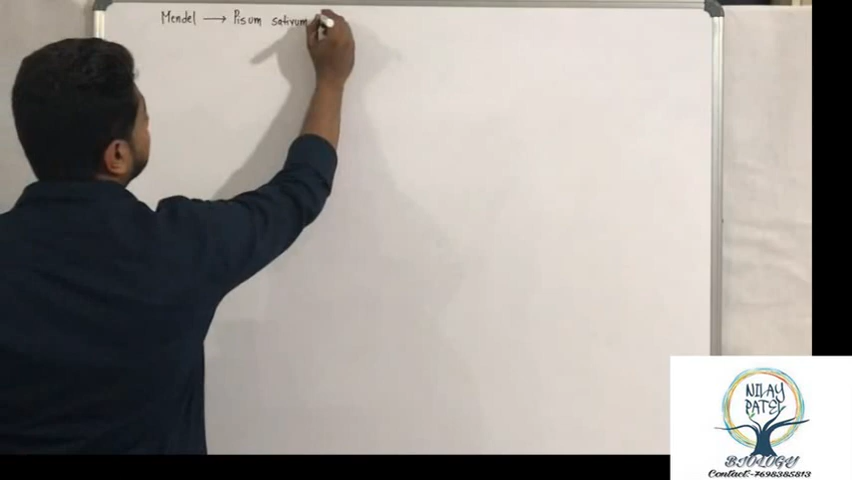 Mendel → Pisum sativum
NILAY
PATEL
BIOLOGY
Contact:-7698385813